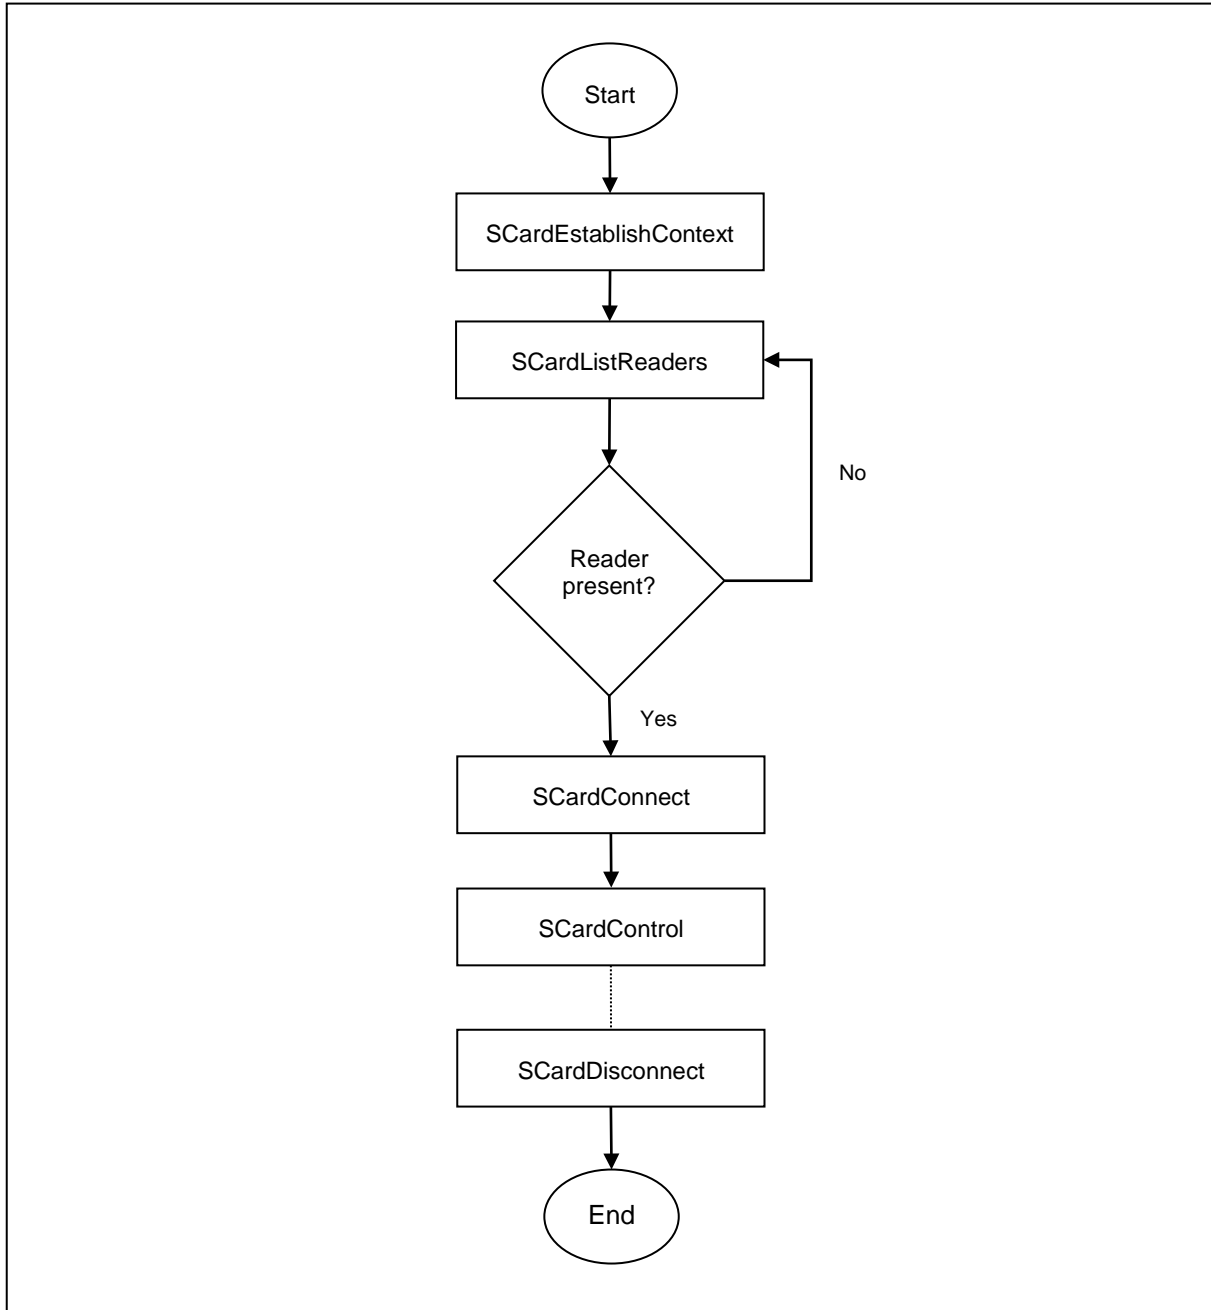 Start
SCardEstablishContext
SCardListReaders
No
Reader
present?
Yes
SCardConnect
SCardControl
SCardDisconnect
End